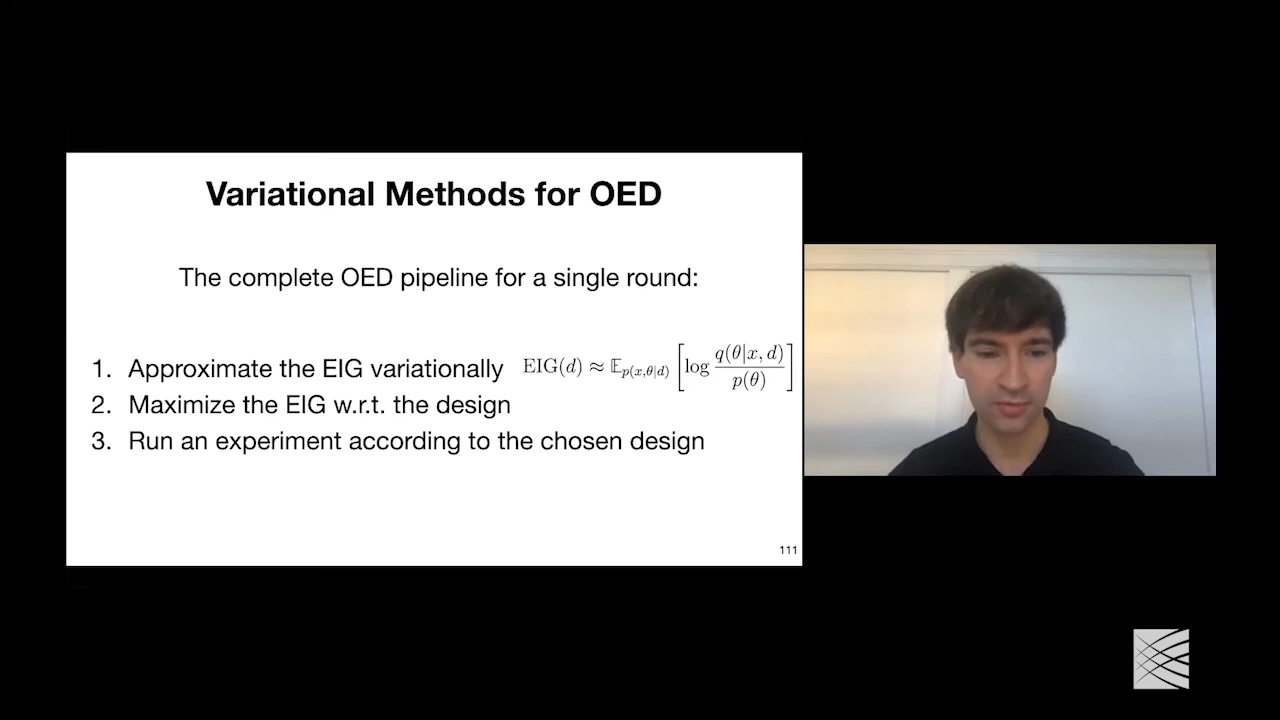 Variational Methods for OED
The complete OED pipeline for a single round:
1. Approximate the EIG variationally EIG(d) ≈ 𝔼_{p(x,θ|d)} [log q(θ|x, d) / p(θ)]
2. Maximize the EIG w.r.t. the design
3. Run an experiment according to the chosen design
111